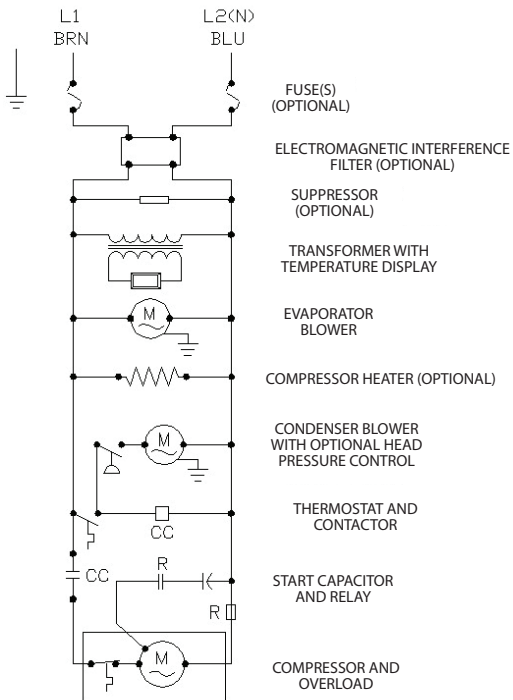 L1
BRN
L2(N)
BLU
FUSE(S)
(OPTIONAL)
ELECTROMAGNETIC INTERFERENCE
FILTER (OPTIONAL)
SUPPRESSOR
(OPTIONAL)
TRANSFORMER WITH
TEMPERATURE DISPLAY
M
EVAPORATOR
BLOWER
COMPRESSOR HEATER (OPTIONAL)
M
CONDENSER BLOWER
WITH OPTIONAL HEAD
PRESSURE CONTROL
THERMOSTAT AND
CONTACTOR
CC
CC
R
START CAPACITOR
AND RELAY
R
M
COMPRESSOR AND
OVERLOAD